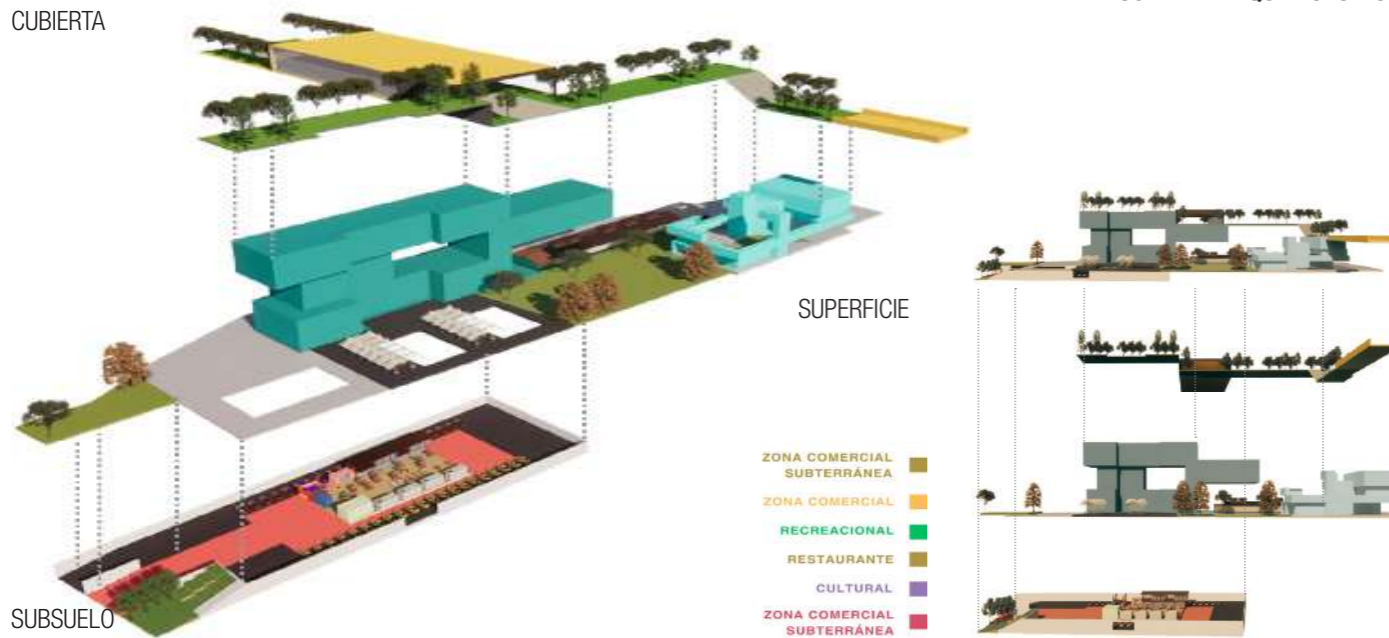 CUBIERTA
SUPERFICIE
ZONA COMERCIAL
SUBTERRÁNEA
ZONA COMERCIAL
RECREACIONAL
RESTAURANTE
CULTURAL
ZONA COMERCIAL
SUBTERRÁNEA
SUBSUELO